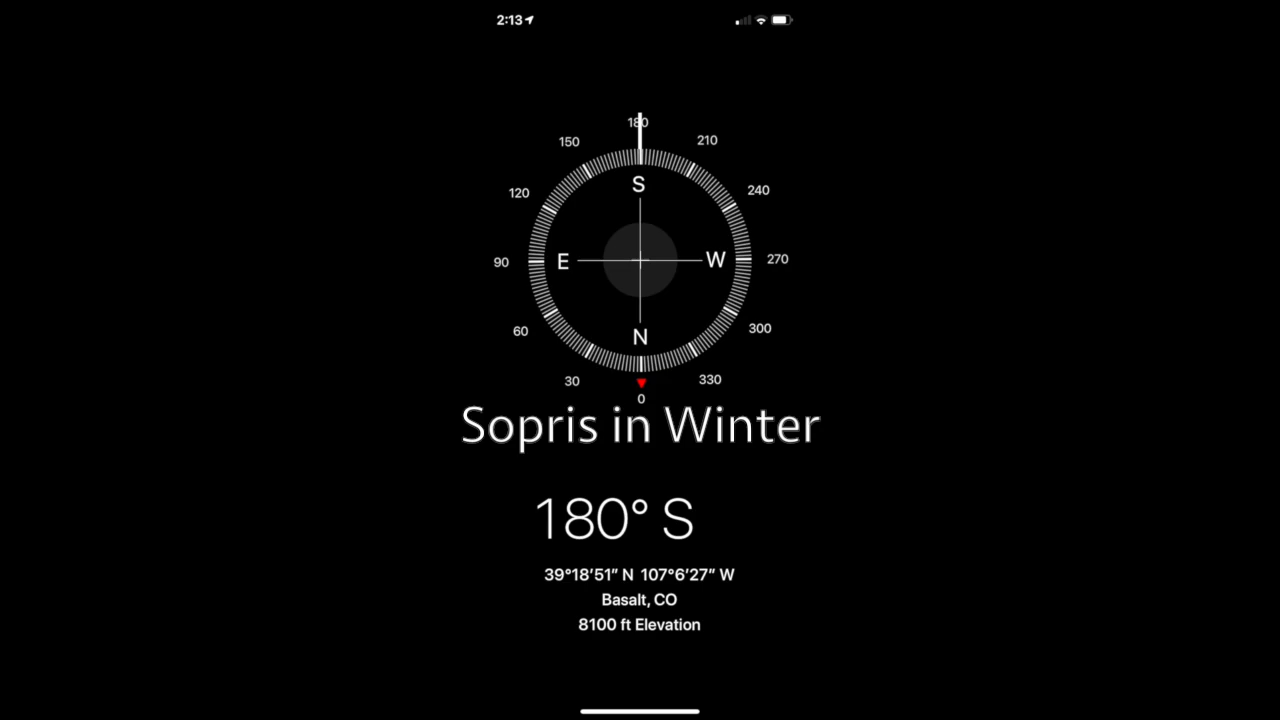 2:13
180
150 210
S
120 240
90 E W 270
60 300
N
30 330
0
Sopris in Winter
180° S
39°18’51” N 107°6’27” W
Basalt, CO
8100 ft Elevation